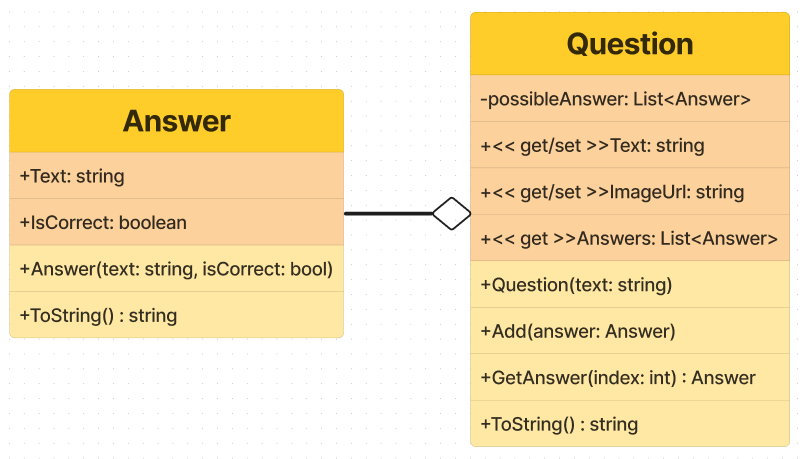 Answer
+Text: string
+IsCorrect: boolean
+Answer(text: string, isCorrect: bool)
+ToString() : string
Question
-possibleAnswer: List<Answer>
+<< get/set >>Text: string
+<< get/set >>ImageUrl: string
+<< get >>Answers: List<Answer>
+Question(text: string)
+Add(answer: Answer)
+GetAnswer(index: int) : Answer
+ToString() : string